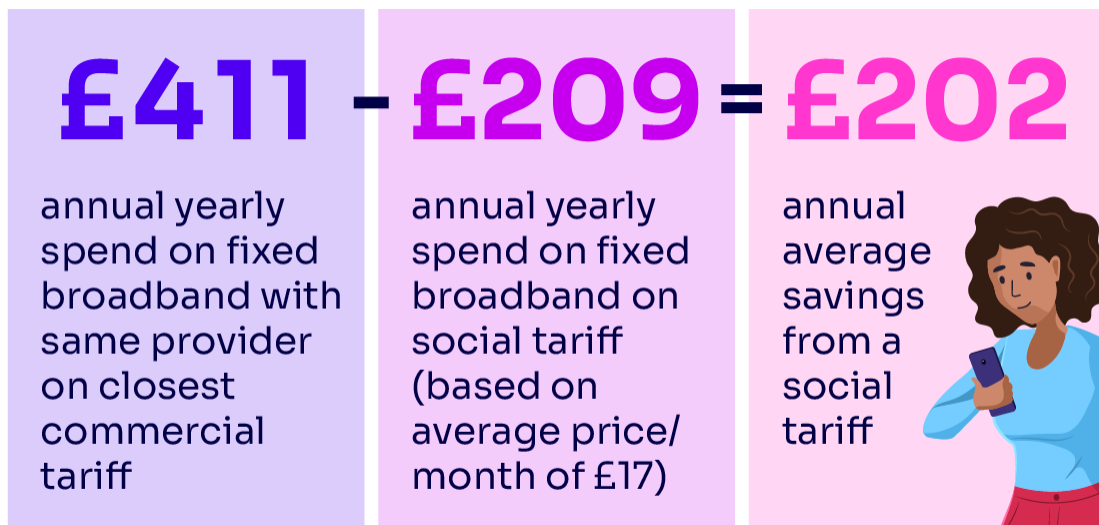 £411 - £209 = £202
annual yearly
spend on fixed
broadband with
same provider
on closest
commercial
tariff
annual yearly
spend on fixed
broadband on
social tariff
(based on
average price/
month of £17)
annual
average
savings
from a
social
tariff